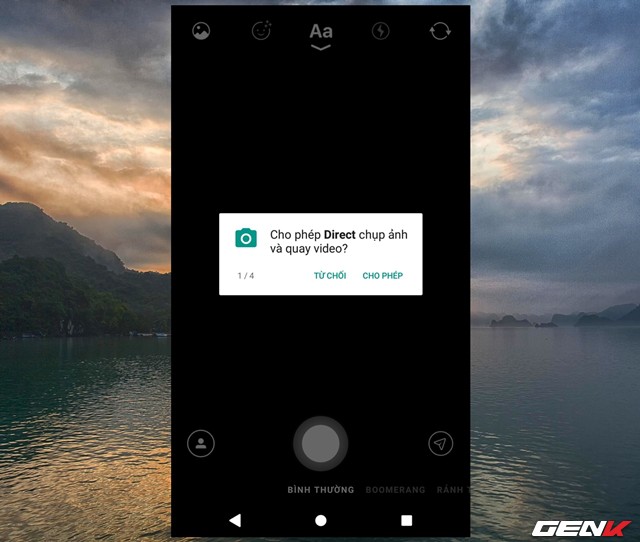 Aa
Cho phép Direct chụp ảnh
và quay video?
1 / 4
TỪ CHỐI
CHO PHÉP
BÌNH THƯỜNG
BOOMERANG
RẢNH T
GENK